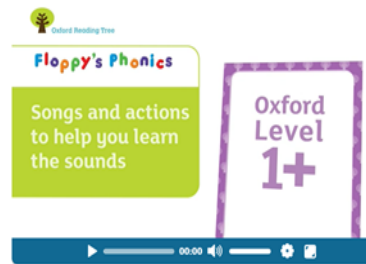 Oxford Reading Tree
Floppy's Phonics
Songs and actions
to help you learn
the sounds
Oxford
Level
1+
00:00